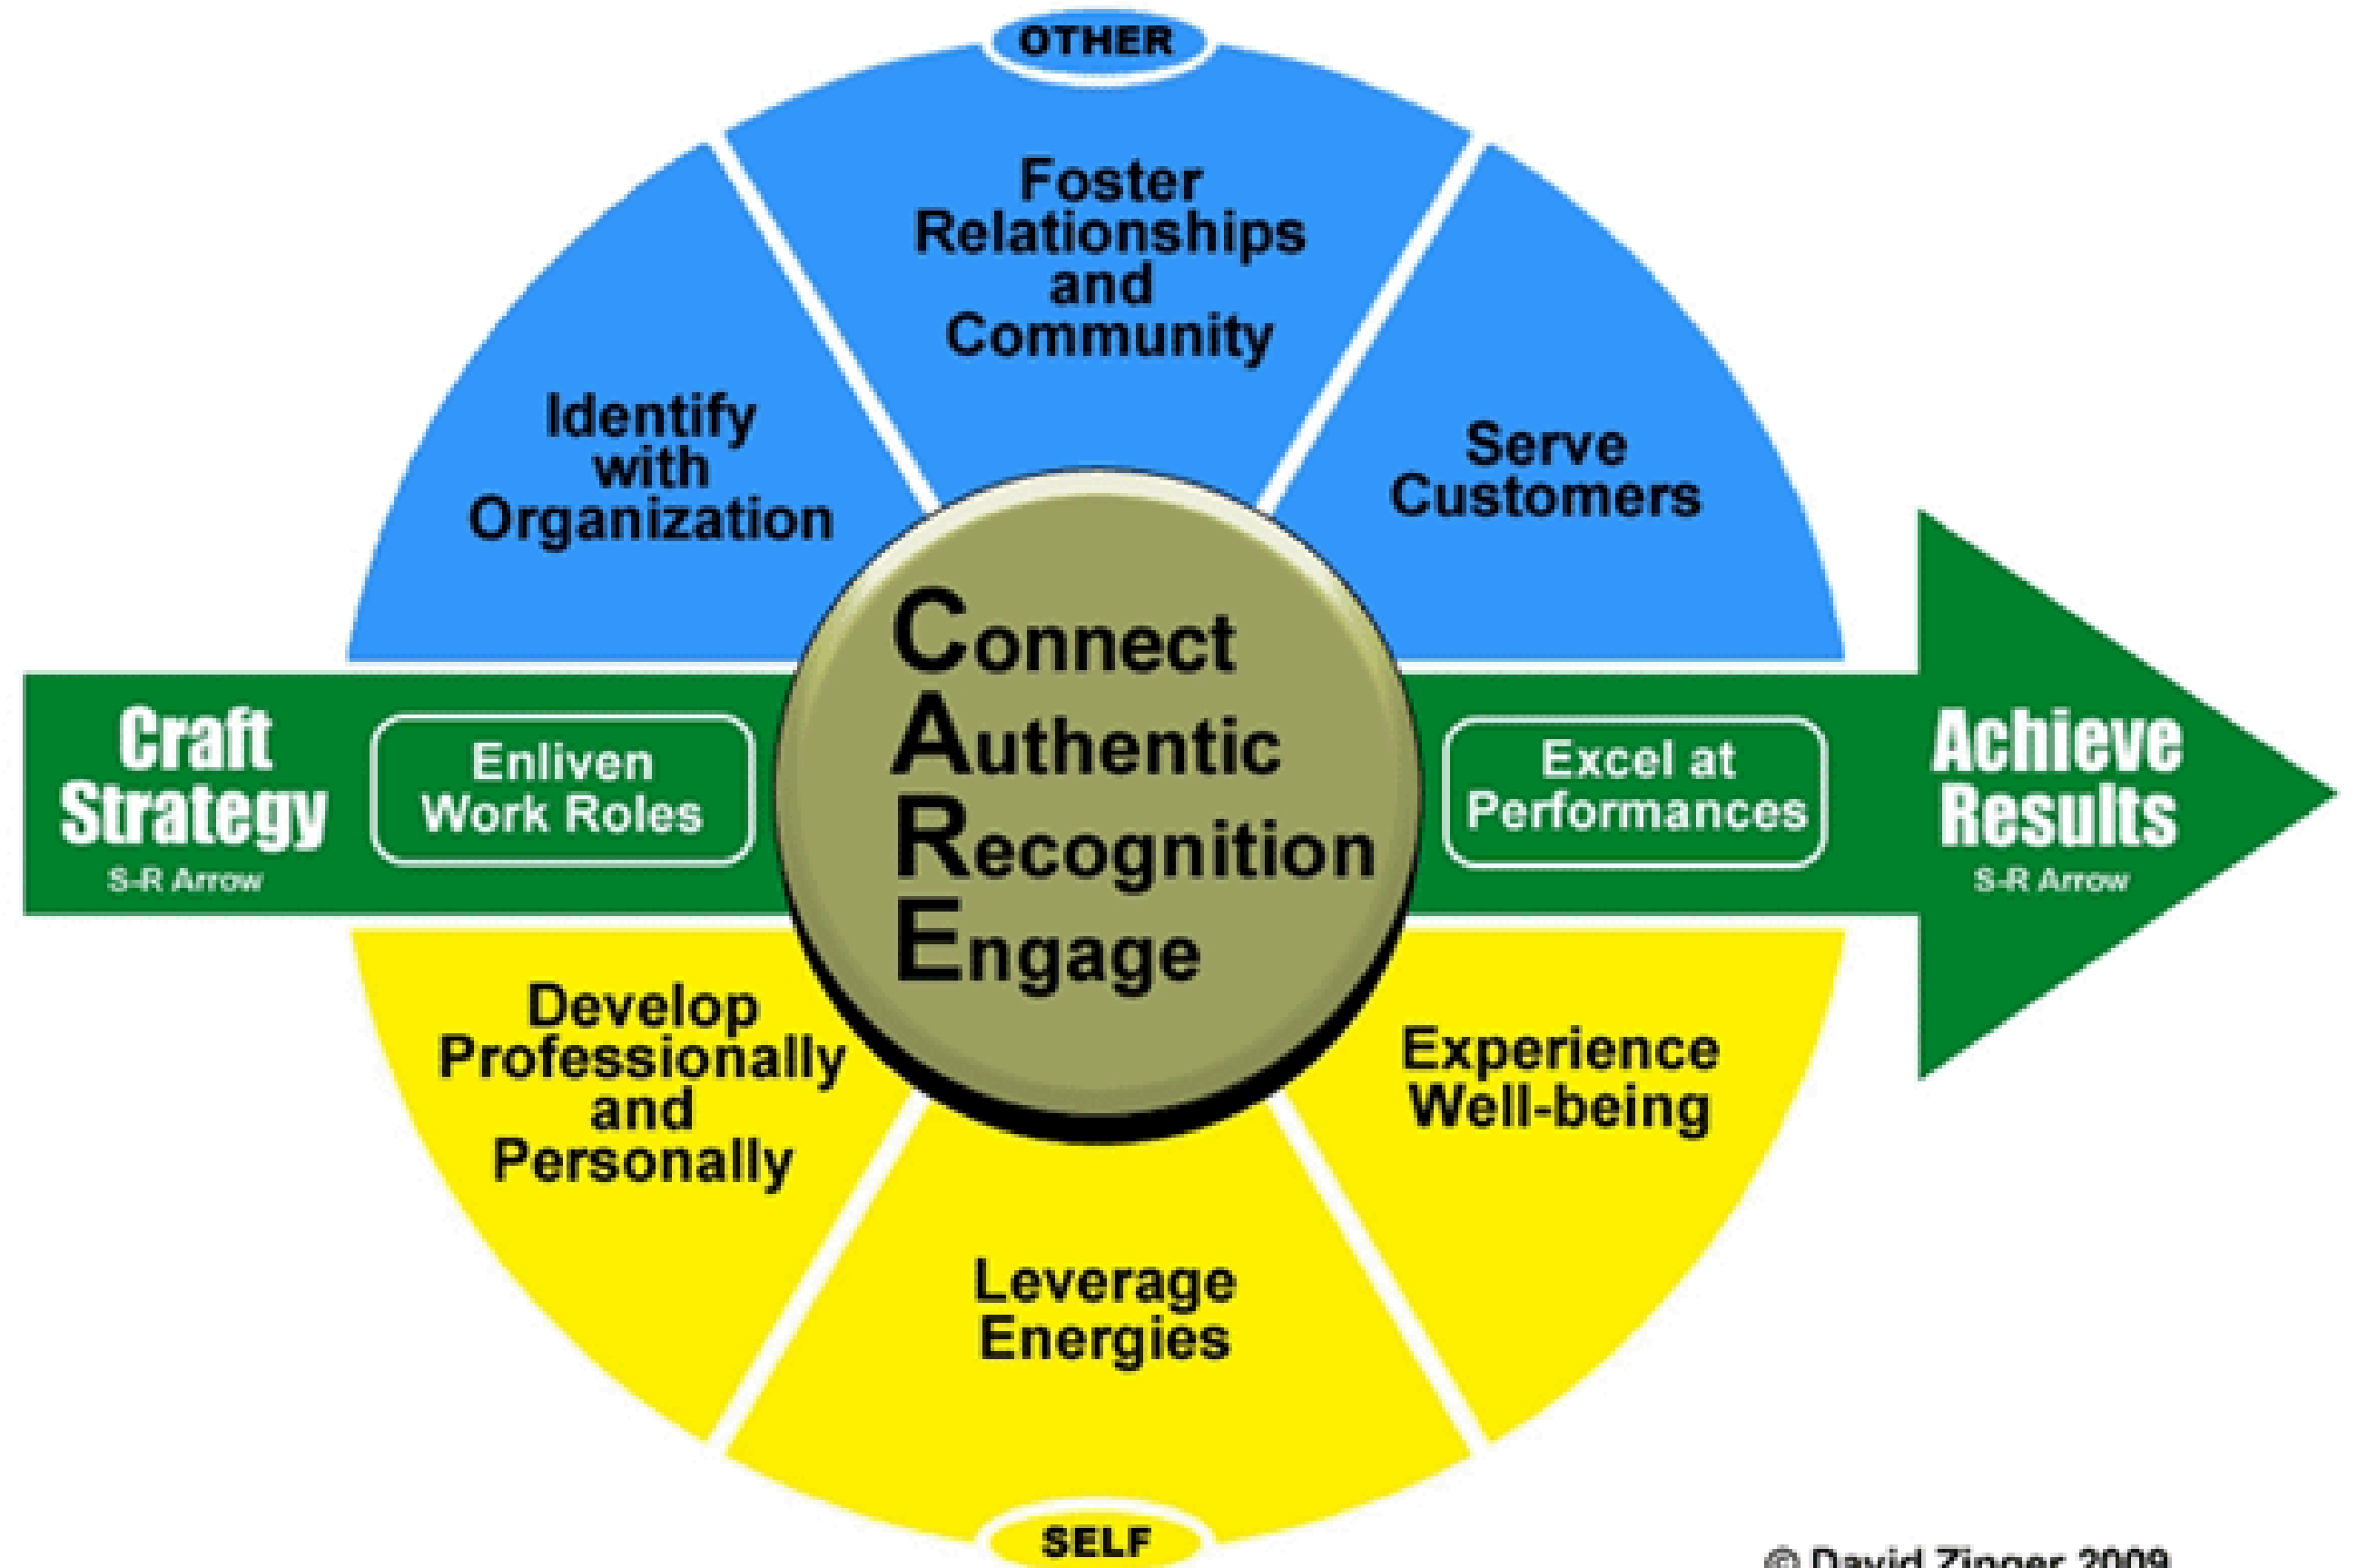 OTHER
Foster
Relationships
and
Community
Identify
with
Organization
Serve
Customers
Connect
Authentic
Recognition
Engage
Craft
Strategy
S-R Arrow
Enliven
Work Roles
Excel at
Performances
Achieve
Results
S-R Arrow
Develop
Professionally
and
Personally
Experience
Well-being
Leverage
Energies
SELF
© David Zinger 2009